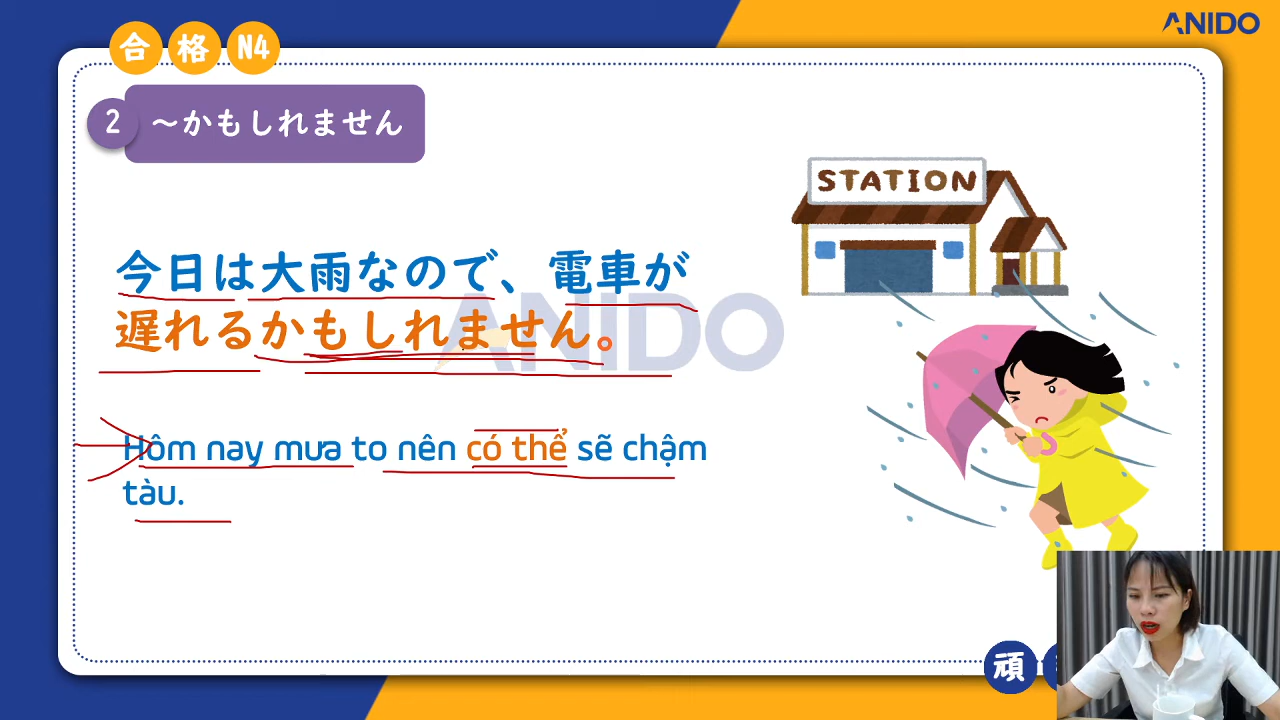 ANIDO
合格N4
2 ～かもしれません
STATION
今日は大雨なので、電車が
遅れるかもしれません。
ANIDO
Hôm nay mưa to nên có thể sẽ chậm
tàu.
頑